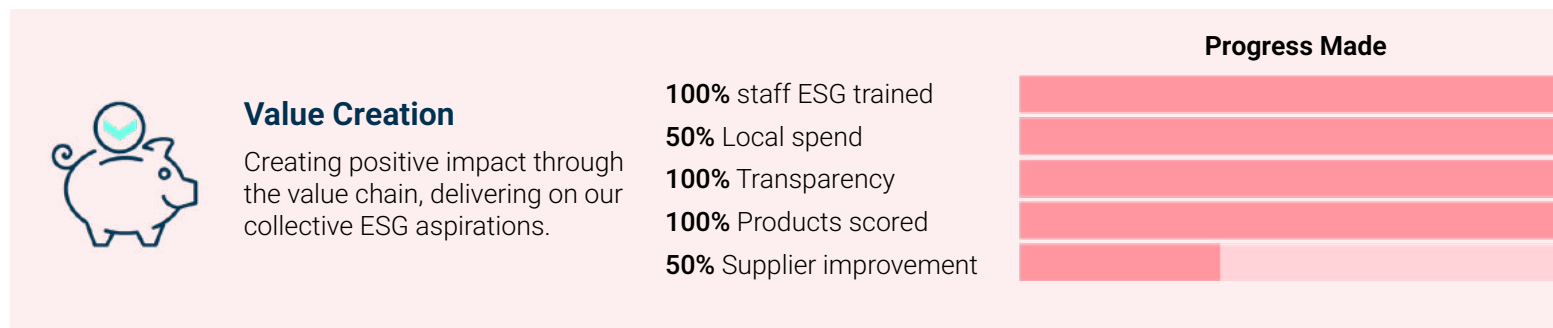 Progress Made
Value Creation
Creating positive impact through
the value chain, delivering on our
collective ESG aspirations.
100% staff ESG trained
50% Local spend
100% Transparency
100% Products scored
50% Supplier improvement